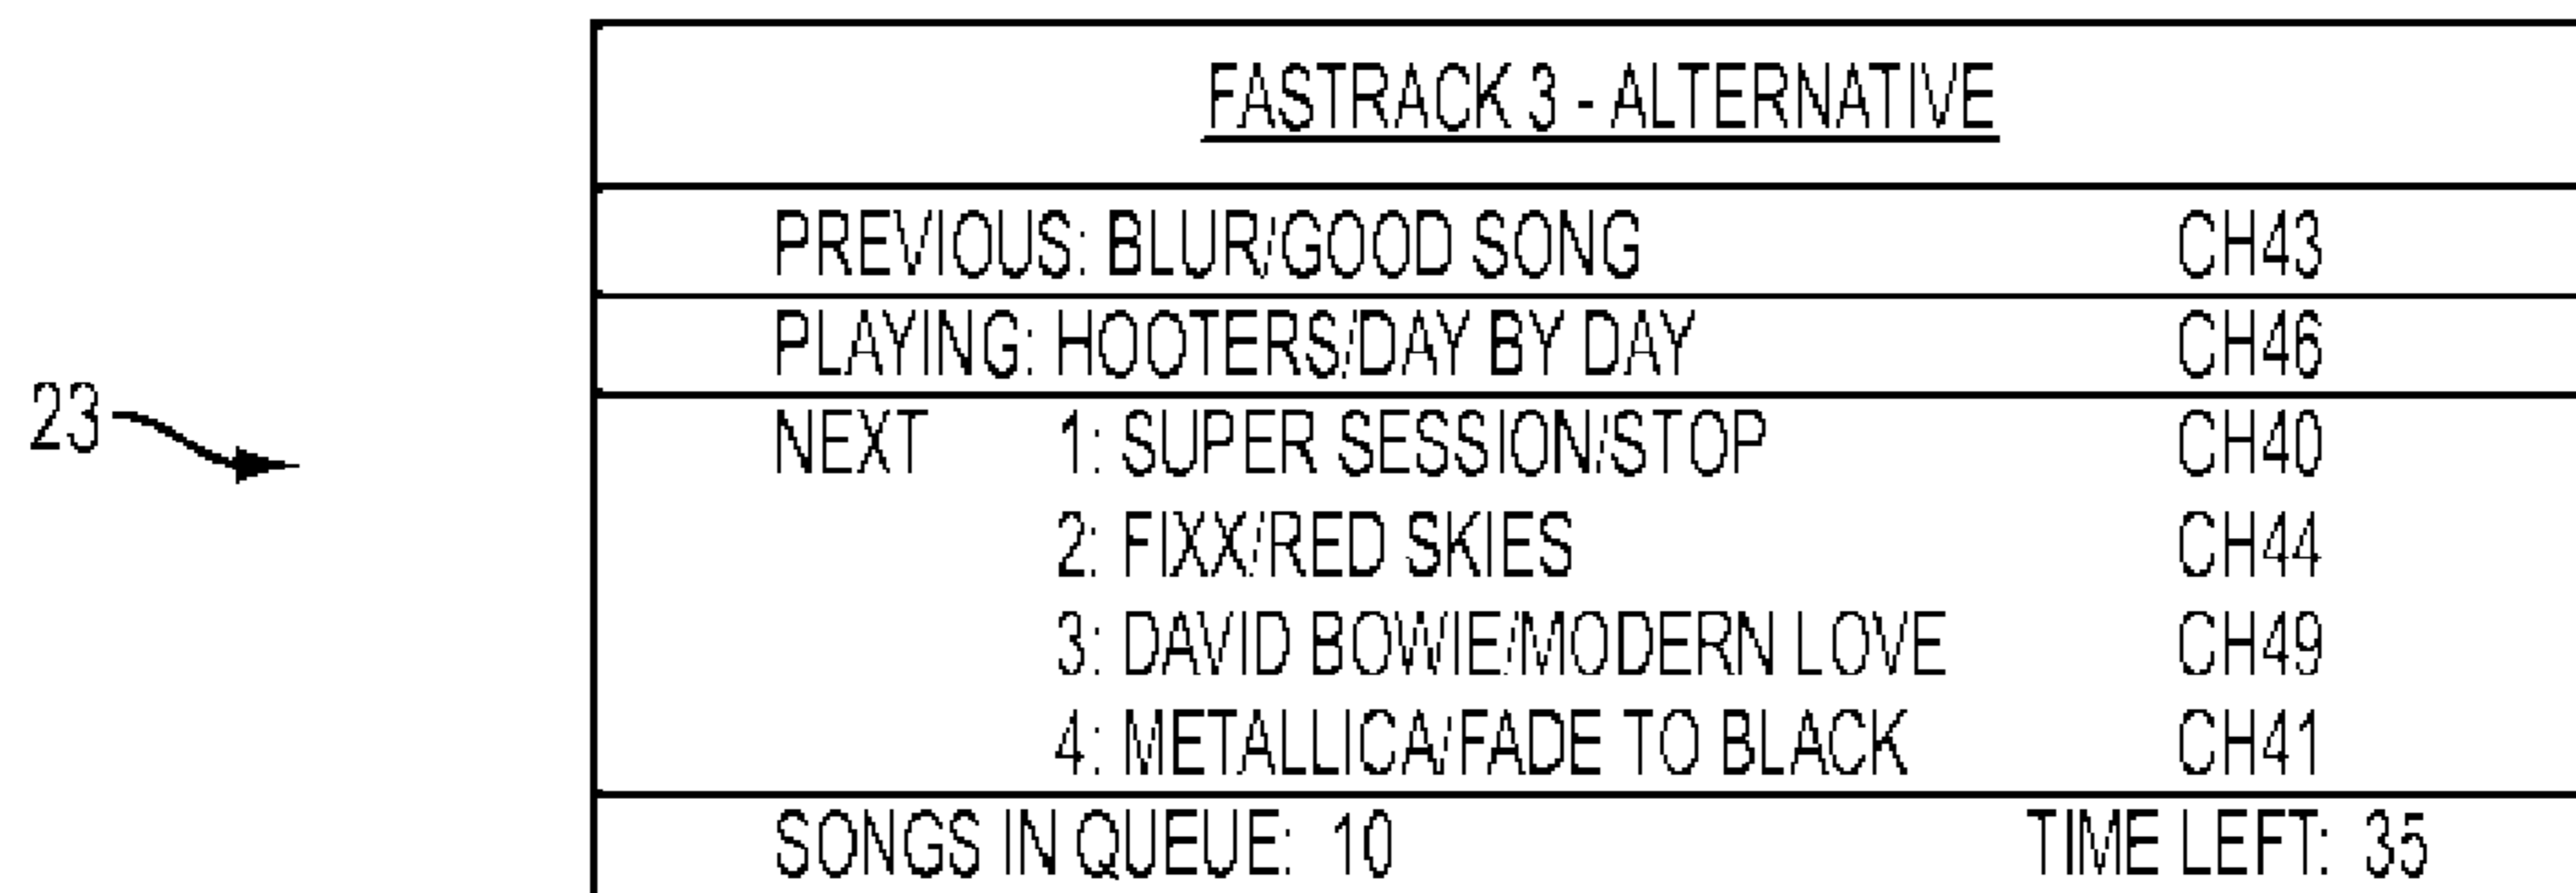 FASTRACK 3 - ALTERNATIVE
PREVIOUS: BLUR/GOOD SONG CH43
PLAYING: HOOTERS/DAY BY DAY CH46
23
NEXT 1: SUPER SESSION/STOP CH40
2: FIXX/RED SKIES CH44
3: DAVID BOWIE/MODERN LOVE CH49
4: METALLICA/FADE TO BLACK CH41
SONGS IN QUEUE: 10 TIME LEFT: 35